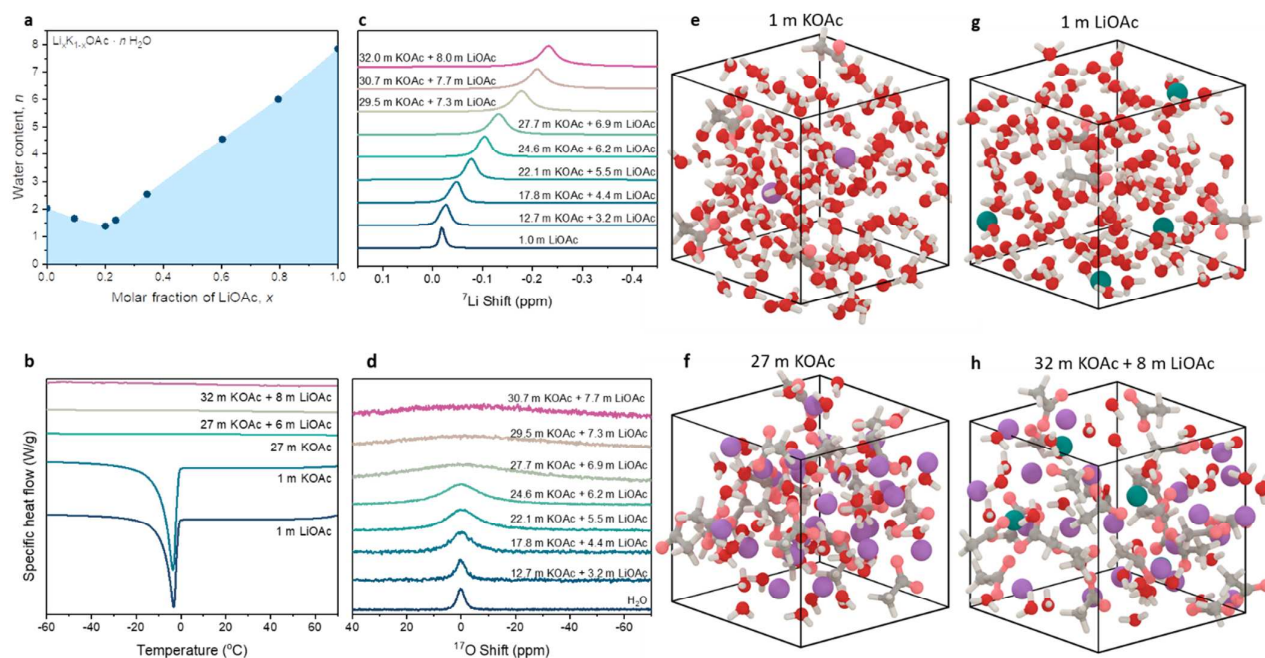 a
Li_xK_{1-x}OAc · n H₂O
8
7
6
5
4
3
2
1
0
Water content, n
0.0 0.2 0.4 0.6 0.8 1.0
Molar fraction of LiOAc, x
c
32.0 m KOAc + 8.0 m LiOAc
30.7 m KOAc + 7.7 m LiOAc
29.5 m KOAc + 7.3 m LiOAc
27.7 m KOAc + 6.9 m LiOAc
24.6 m KOAc + 6.2 m LiOAc
22.1 m KOAc + 5.5 m LiOAc
17.8 m KOAc + 4.4 m LiOAc
12.7 m KOAc + 3.2 m LiOAc
1.0 m LiOAc
0.1 0.0 -0.1 -0.2 -0.3 -0.4
⁷Li Shift (ppm)
e
1 m KOAc
g
1 m LiOAc
b
32 m KOAc + 8 m LiOAc
27 m KOAc + 6 m LiOAc
27 m KOAc
1 m KOAc
1 m LiOAc
Specific heat flow (W/g)
-60 -40 -20 0 20 40 60
Temperature (°C)
d
30.7 m KOAc + 7.7 m LiOAc
29.5 m KOAc + 7.3 m LiOAc
27.7 m KOAc + 6.9 m LiOAc
24.6 m KOAc + 6.2 m LiOAc
22.1 m KOAc + 5.5 m LiOAc
17.8 m KOAc + 4.4 m LiOAc
12.7 m KOAc + 3.2 m LiOAc
H₂O
40 20 0 -20 -40 -60
¹⁷O Shift (ppm)
f
27 m KOAc
h
32 m KOAc + 8 m LiOAc